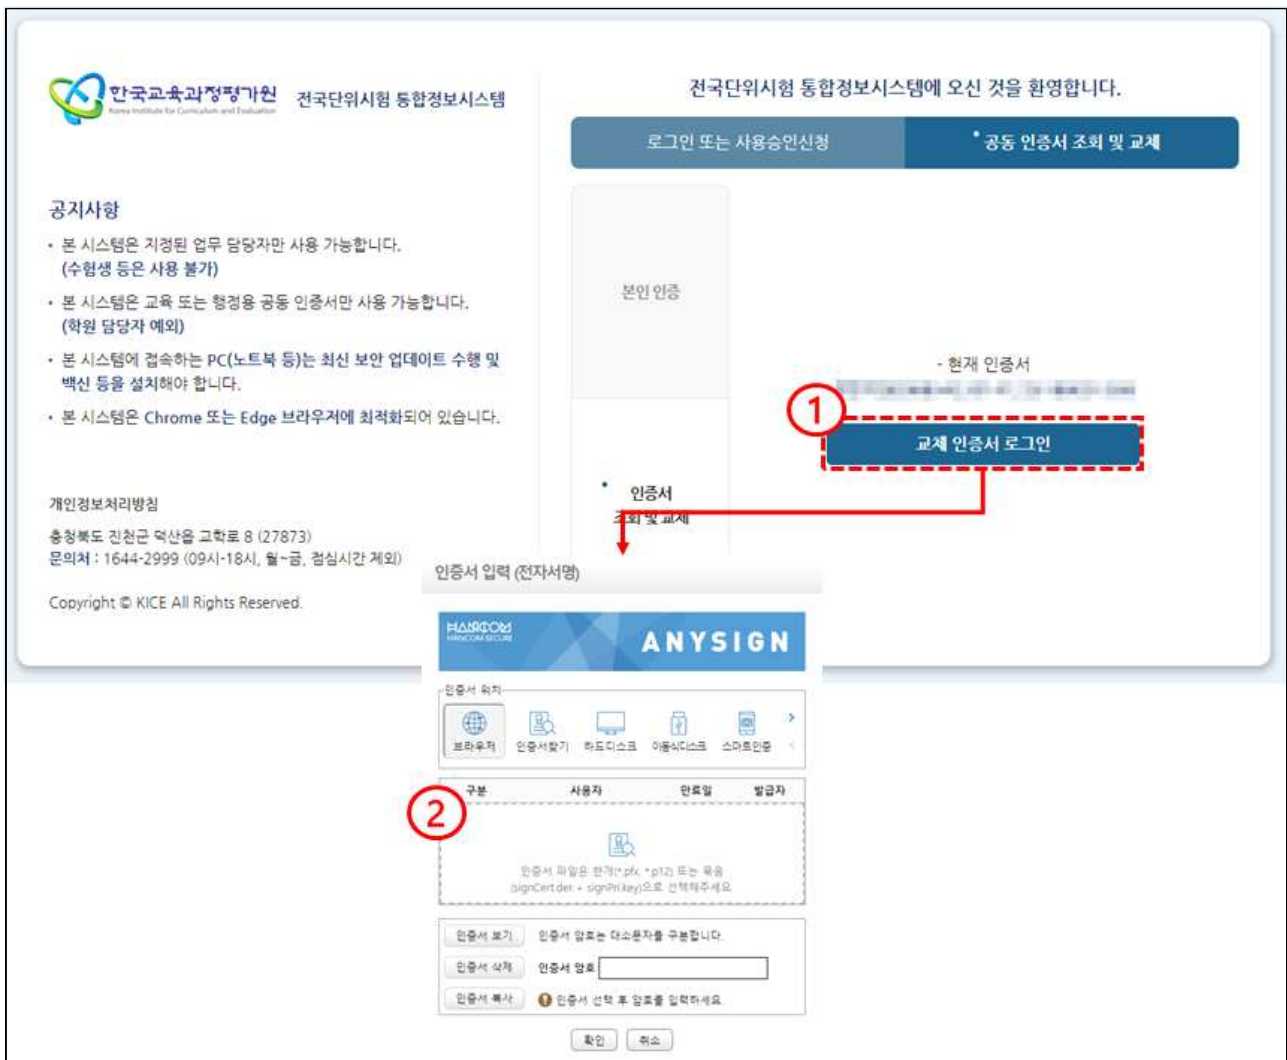 한국교육과정평가원
Korea Institute for Curriculum and Evaluation
전국단위시험 통합정보시스템
공지사항
• 본 시스템은 지정된 업무 담당자만 사용 가능합니다.
(수험생 등은 사용 불가)
• 본 시스템은 교육 또는 행정용 공동 인증서만 사용 가능합니다.
(학원 담당자 예외)
• 본 시스템에 접속하는 PC(노트북 등)는 최신 보안 업데이트 수행 및
백신 등을 설치해야 합니다.
• 본 시스템은 Chrome 또는 Edge 브라우저에 최적화되어 있습니다.
개인정보처리방침
충청북도 진천군 덕산읍 교학로 8 (27873)
문의처 : 1644-2999 (09시-18시, 월~금, 점심시간 제외)
Copyright © KICE All Rights Reserved.
전국단위시험 통합정보시스템에 오신 것을 환영합니다.
로그인 또는 사용승인신청
공동 인증서 조회 및 교체
본인 인증
인증서
조회 및 교체
- 현재 인증서
1
교체 인증서 로그인
인증서 입력 (전자서명)
HANCOM
HANCOM SECURE
ANYSIGN
인증서 위치
브라우저 인증서찾기 하드디스크 이동식디스크 스마트인증
2
구분 사용자 만료일 발급자
인증서 파일은 한개(*.pfx, *.p12) 또는 묶음
(signCert.der + signPri.key)으로 선택해주세요
인증서 보기 인증서 암호는 대소문자를 구분합니다.
인증서 삭제 인증서 암호
인증서 복사 인증서 선택 후 암호를 입력하세요
확인 취소